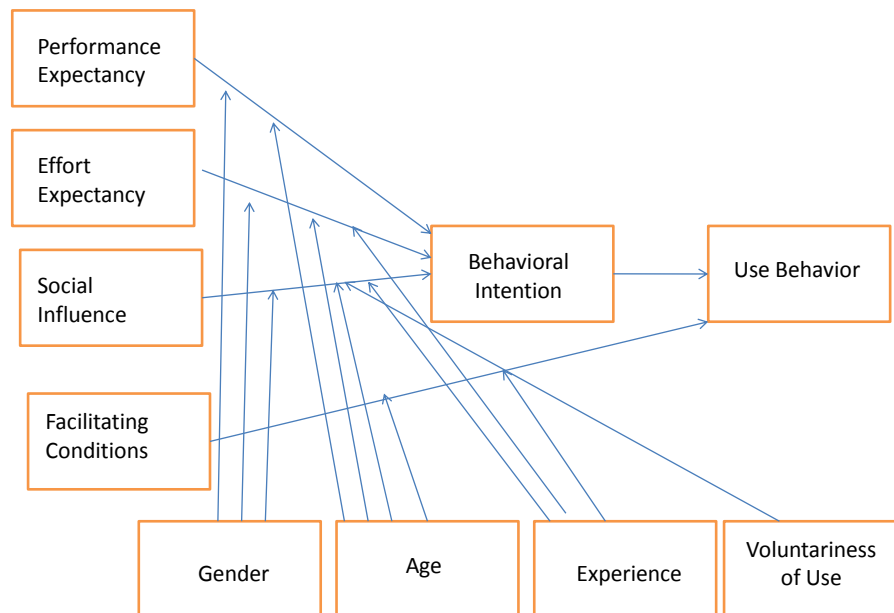 Performance
Expectancy
Effort
Expectancy
Social
Influence
Facilitating
Conditions
Behavioral
Intention
Use Behavior
Gender
Age
Experience
Voluntariness
of Use